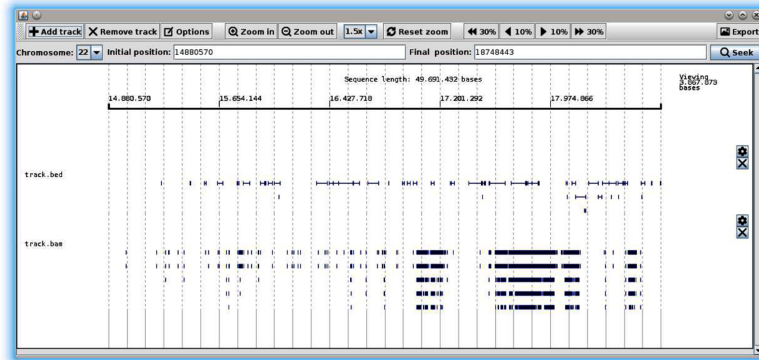 Add track Remove track Options Zoom in Zoom out 1.5x Reset zoom 30% 10% 10% 30% Export
Chromosome: 22 Initial position: 14880570 Final position: 18748443 Seek
Sequence length: 49.691.432 bases
Viewing
3.867.873
bases
14.880.570 15.654.144 16.427.718 17.201.292 17.974.866
track.bed
track.bam